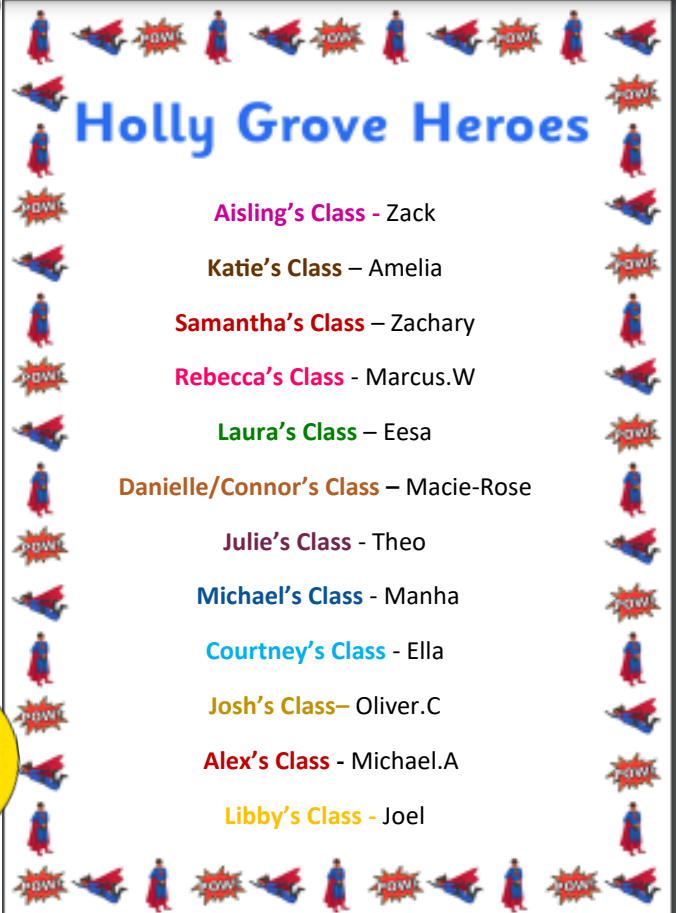 Holly Grove Heroes
Aisling’s Class - Zack
Katie’s Class – Amelia
Samantha’s Class – Zachary
Rebecca’s Class - Marcus.W
Laura’s Class – Eesa
Danielle/Connor’s Class – Macie-Rose
Julie’s Class - Theo
Michael’s Class - Manha
Courtney’s Class - Ella
Josh’s Class– Oliver.C
Alex’s Class - Michael.A
Libby’s Class - Joel